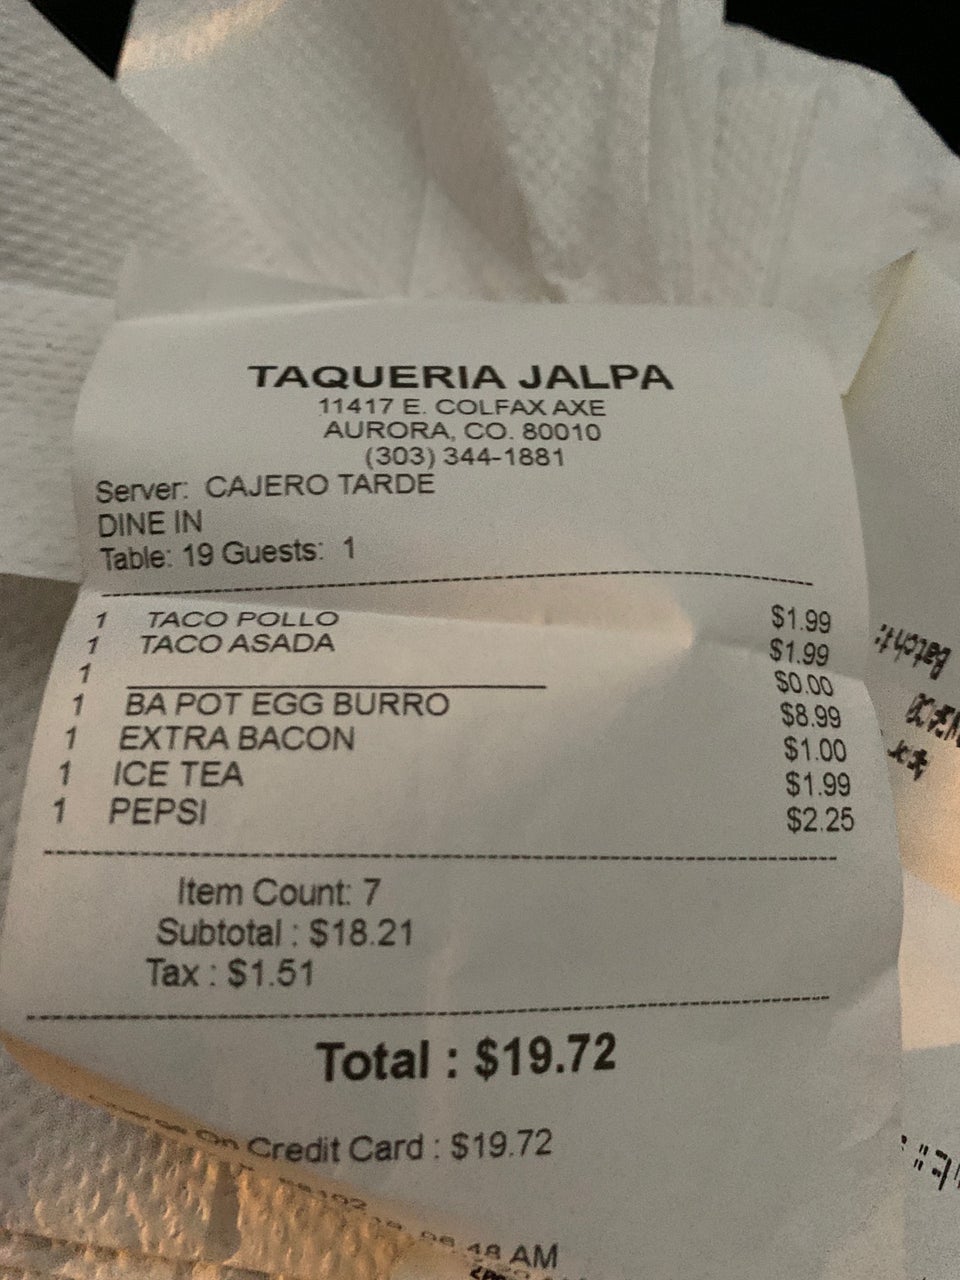 TAQUERIA JALPA
11417 E. COLFAX AXE
AURORA, CO. 80010
(303) 344-1881
Server: CAJERO TARDE
DINE IN
Table: 19 Guests: 1
1 TACO POLLO $1.99
1 TACO ASADA $1.99
1 $0.00
1 BA POT EGG BURRO $8.99
1 EXTRA BACON $1.00
1 ICE TEA $1.99
1 PEPSI $2.25
Item Count: 7
Subtotal : $18.21
Tax : $1.51
Total : $19.72
On Credit Card : $19.72
AM
Batch#: